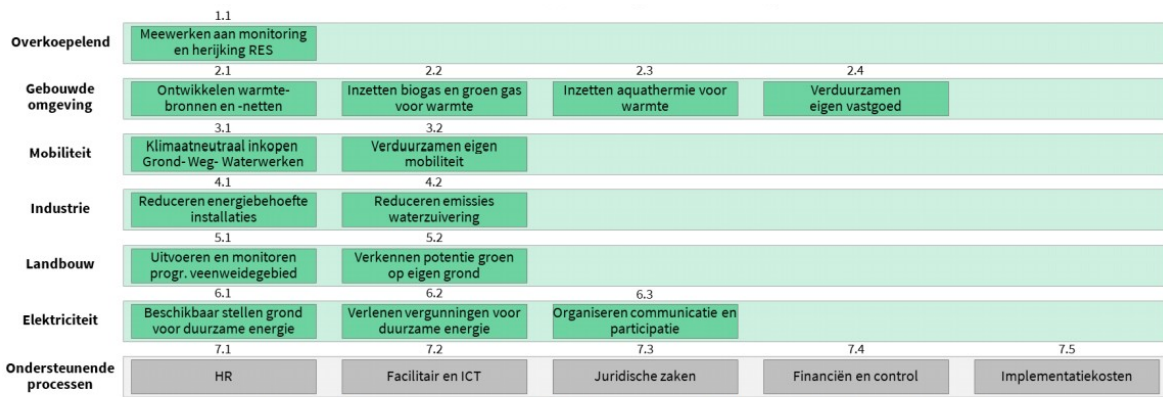 1.1
Overkoepelend
Meewerken aan monitoring
en herijking RES
2.1 2.2 2.3 2.4
Gebouwde
omgeving
Ontwikkelen warmte-
bronnen en -netten
Inzetten biogas en groen gas
voor warmte
Inzetten aquathermie voor
warmte
Verduurzamen
eigen vastgoed
3.1 3.2
Mobiliteit
Klimaatneutraal inkopen
Grond- Weg- Waterwerken
Verduurzamen eigen
mobiliteit
4.1 4.2
Industrie
Reduceren energiebehoefte
installaties
Reduceren emissies
waterzuivering
5.1 5.2
Landbouw
Uitvoeren en monitoren
progr. veenweidegebied
Verkennen potentie groen
op eigen grond
6.1 6.2 6.3
Elektriciteit
Beschikbaar stellen grond
voor duurzame energie
Verlenen vergunningen voor
duurzame energie
Organiseren communicatie en
participatie
7.1 7.2 7.3 7.4 7.5
Ondersteunende
processen
HR
Facilitair en ICT
Juridische zaken
Financiën en control
Implementatiekosten